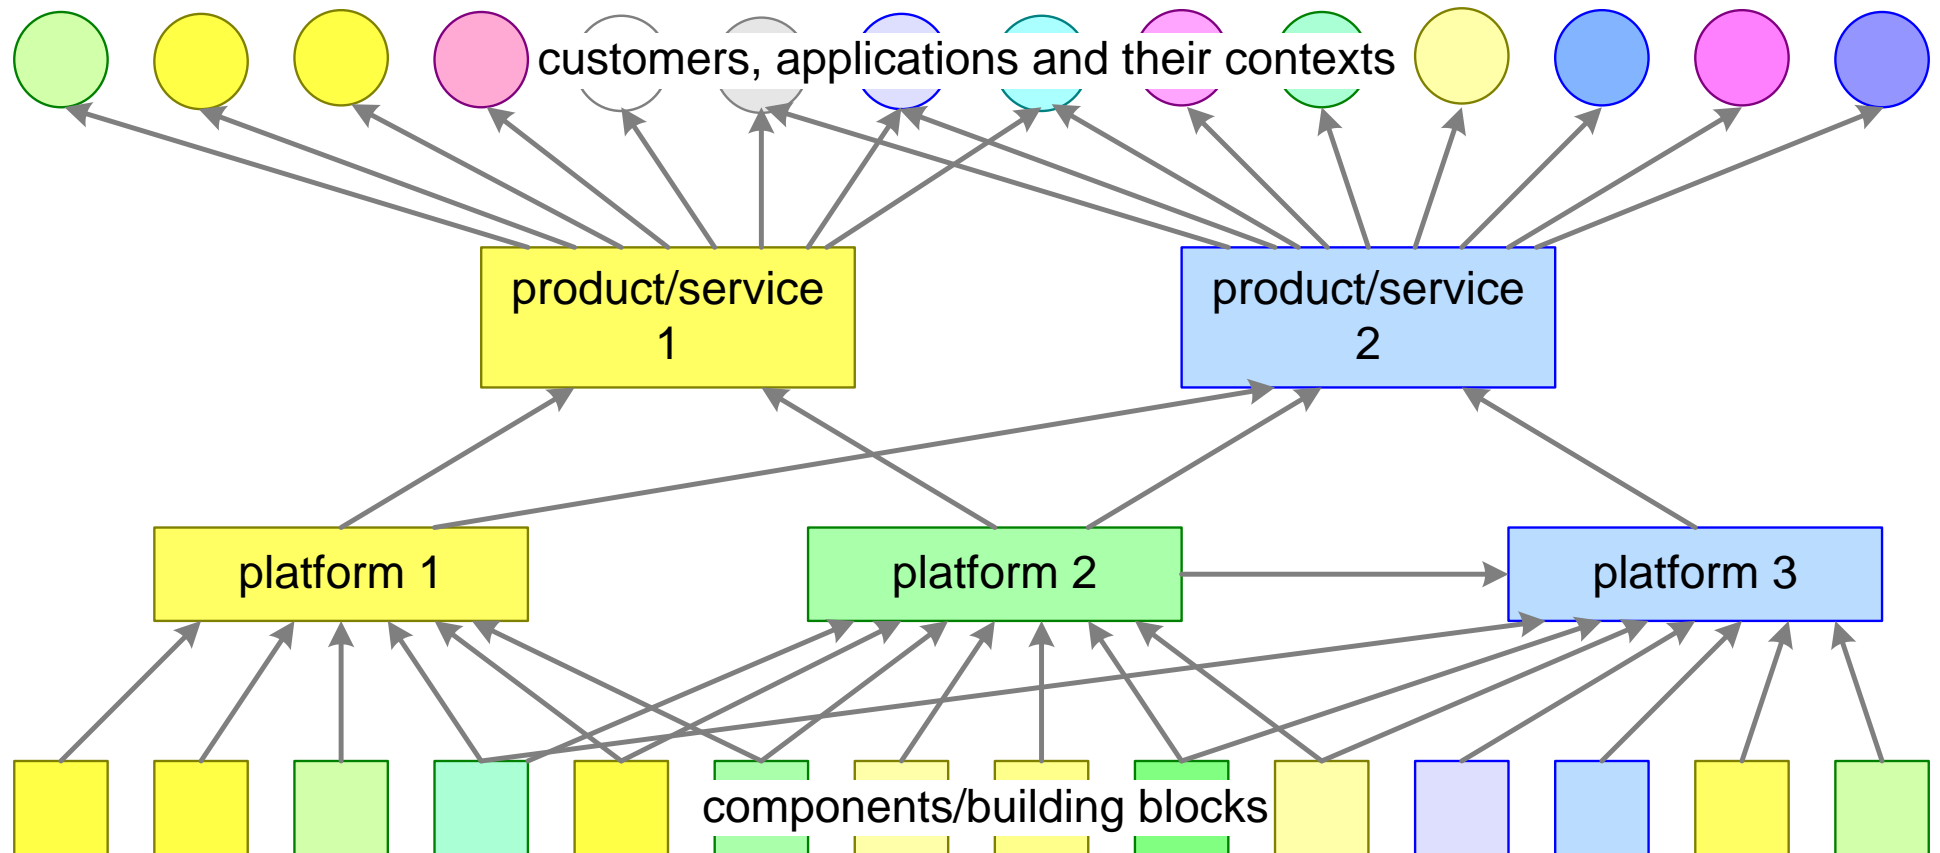 customers, applications and their contexts
product/service
1
product/service
2
platform 1
platform 2
platform 3
components/building blocks